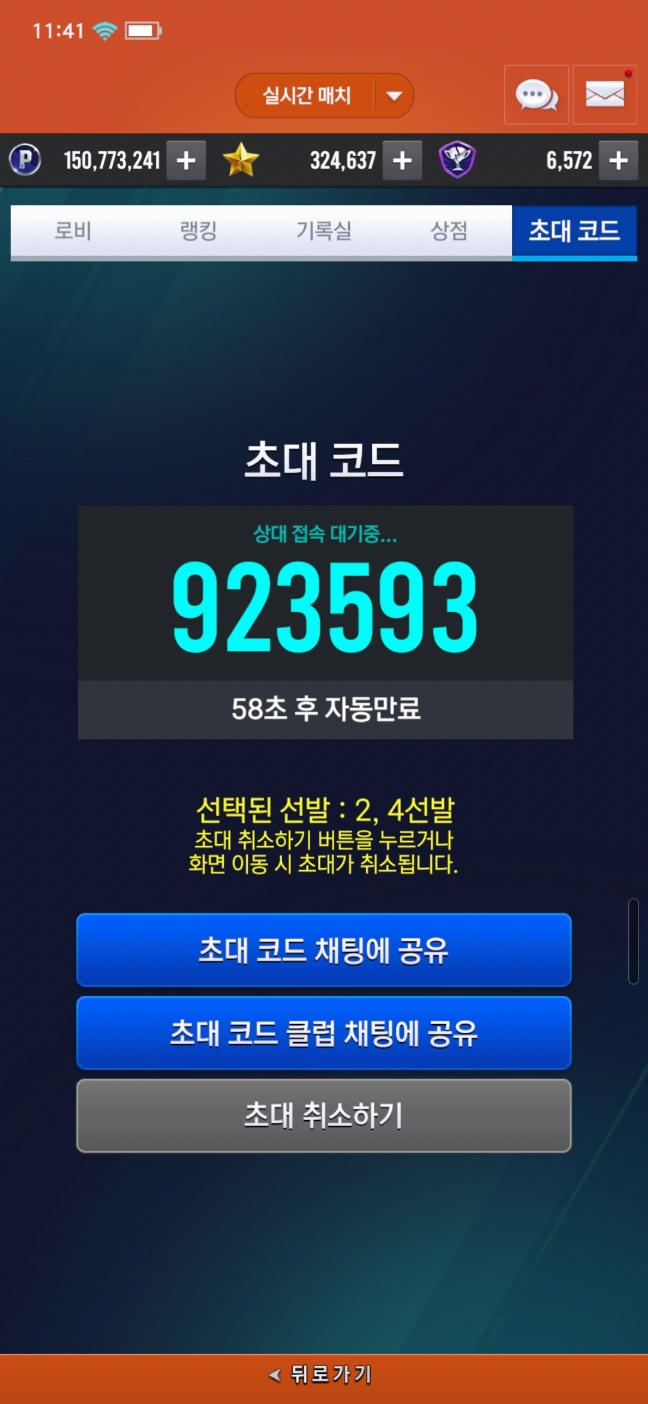 11:41
실시간 매치
P 150,773,241 + 324,637 + 6,572 +
로비 랭킹 기록실 상점 초대 코드
초대 코드
상대 접속 대기중...
923593
58초 후 자동만료
선택된 선발 : 2, 4선발
초대 취소하기 버튼을 누르거나
화면 이동 시 초대가 취소됩니다.
초대 코드 채팅에 공유
초대 코드 클럽 채팅에 공유
초대 취소하기
뒤로가기